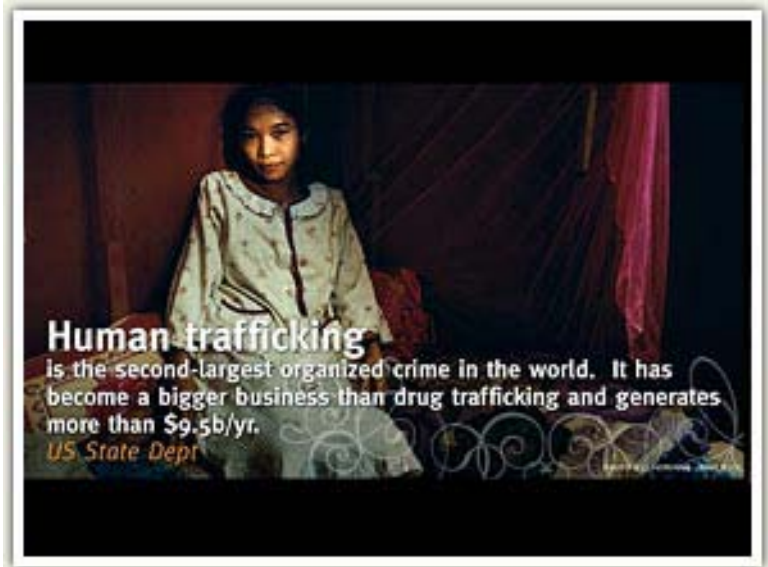 Human trafficking
is the second-largest organized crime in the world. It has
become a bigger business than drug trafficking and generates
more than $9.5b/yr.
US State Dept